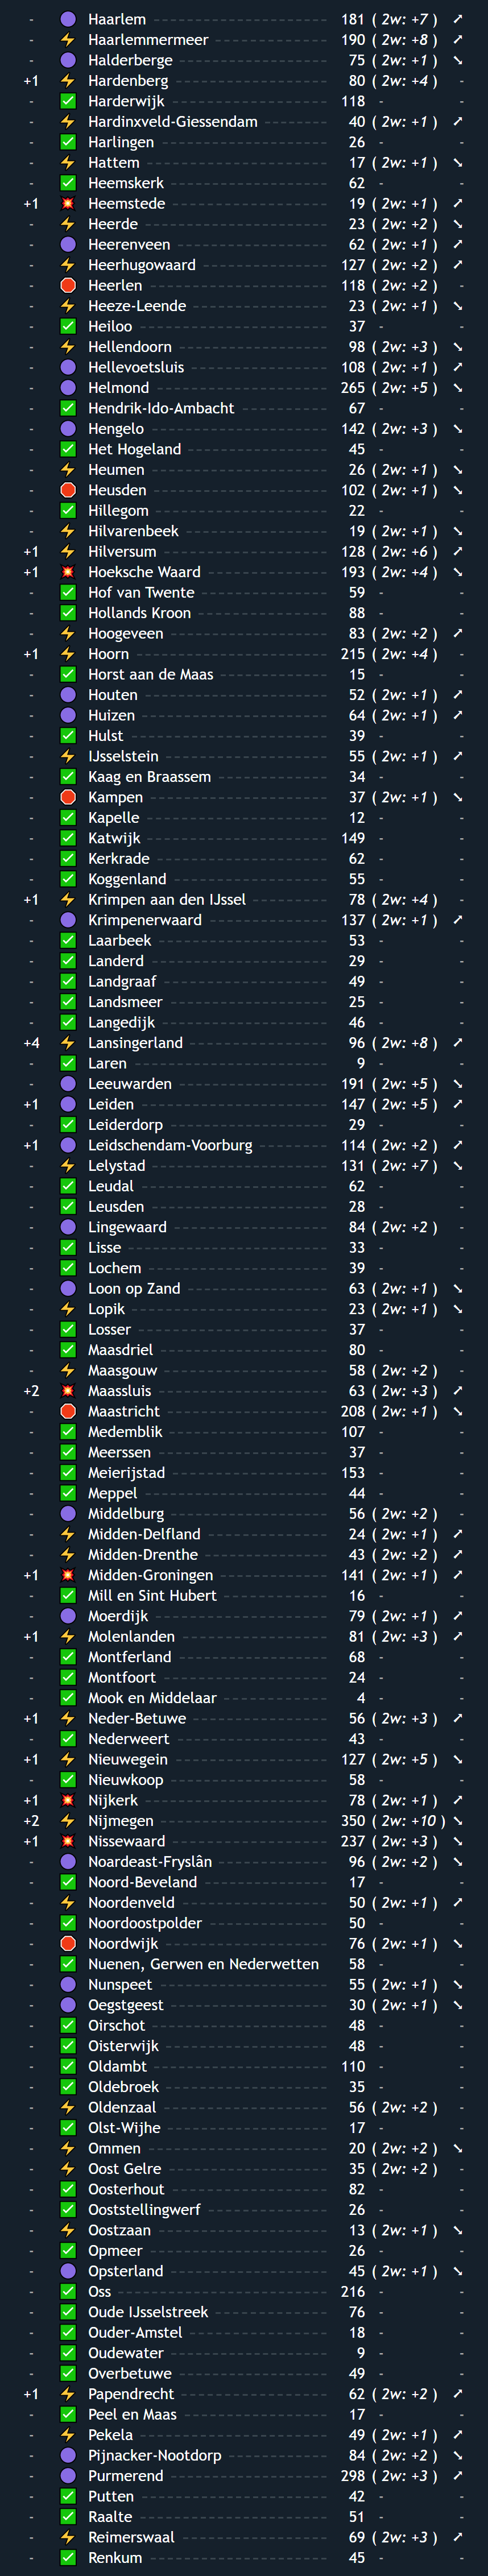 - Haarlem 181 ( 2w: +7 ) ➚
- ⚡ Haarlemmermeer 190 ( 2w: +8 ) ➚
- Halderberge 75 ( 2w: +1 ) ➘
+1 ⚡ Hardenberg 80 ( 2w: +4 ) -
- ✅ Harderwijk 118 - -
- ⚡ Hardinxveld-Giessendam 40 ( 2w: +1 ) ➚
- ✅ Harlingen 26 - -
- ⚡ Hattem 17 ( 2w: +1 ) ➘
- ✅ Heemskerk 62 - -
+1 💥 Heemstede 19 ( 2w: +1 ) ➚
- ⚡ Heerde 23 ( 2w: +2 ) ➘
- Heerenveen 62 ( 2w: +1 ) ➚
- ⚡ Heerhugowaard 127 ( 2w: +2 ) ➚
- Heerlen 118 ( 2w: +2 ) -
- ⚡ Heeze-Leende 23 ( 2w: +1 ) ➘
- ✅ Heiloo 37 - -
- ⚡ Hellendoorn 98 ( 2w: +3 ) ➘
- Hellevoetsluis 108 ( 2w: +1 ) ➚
- Helmond 265 ( 2w: +5 ) ➘
- ✅ Hendrik-Ido-Ambacht 67 - -
- Hengelo 142 ( 2w: +3 ) ➘
- ✅ Het Hogeland 45 - -
- ⚡ Heumen 26 ( 2w: +1 ) ➘
- Heusden 102 ( 2w: +1 ) ➘
- ✅ Hillegom 22 - -
- ⚡ Hilvarenbeek 19 ( 2w: +1 ) ➘
+1 ⚡ Hilversum 128 ( 2w: +6 ) ➚
+1 💥 Hoeksche Waard 193 ( 2w: +4 ) ➘
- ✅ Hof van Twente 59 - -
- ✅ Hollands Kroon 88 - -
- ⚡ Hoogeveen 83 ( 2w: +2 ) ➚
+1 ⚡ Hoorn 215 ( 2w: +4 ) -
- ✅ Horst aan de Maas 15 - -
- Houten 52 ( 2w: +1 ) ➚
- Huizen 64 ( 2w: +1 ) ➚
- ✅ Hulst 39 - -
- ⚡ IJsselstein 55 ( 2w: +1 ) ➚
- ✅ Kaag en Braassem 34 - -
- Kampen 37 ( 2w: +1 ) ➘
- ✅ Kapelle 12 - -
- ✅ Katwijk 149 - -
- ✅ Kerkrade 62 - -
- ✅ Koggenland 55 - -
+1 ⚡ Krimpen aan den IJssel 78 ( 2w: +4 ) -
- Krimpenerwaard 137 ( 2w: +1 ) ➚
- ✅ Laarbeek 53 - -
- ✅ Landerd 29 - -
- ✅ Landgraaf 49 - -
- ✅ Landsmeer 25 - -
- ✅ Langedijk 46 - -
+4 ⚡ Lansingerland 96 ( 2w: +8 ) ➚
- ✅ Laren 9 - -
- Leeuwarden 191 ( 2w: +5 ) ➘
+1 Leiden 147 ( 2w: +5 ) ➚
- ✅ Leiderdorp 29 - -
+1 Leidschendam-Voorburg 114 ( 2w: +2 ) ➚
- ⚡ Lelystad 131 ( 2w: +7 ) ➘
- ✅ Leudal 62 - -
- ✅ Leusden 28 - -
- Lingewaard 84 ( 2w: +2 ) -
- ✅ Lisse 33 - -
- ✅ Lochem 39 - -
- Loon op Zand 63 ( 2w: +1 ) ➘
- ⚡ Lopik 23 ( 2w: +1 ) ➘
- ✅ Losser 37 - -
- ✅ Maasdriel 80 - -
- ⚡ Maasgouw 58 ( 2w: +2 ) -
+2 💥 Maassluis 63 ( 2w: +3 ) ➚
- Maastricht 208 ( 2w: +1 ) ➘
- ✅ Medemblik 107 - -
- ✅ Meerssen 37 - -
- ✅ Meierijstad 153 - -
- ✅ Meppel 44 - -
- Middelburg 56 ( 2w: +2 ) -
- ⚡ Midden-Delfland 24 ( 2w: +1 ) ➚
- ⚡ Midden-Drenthe 43 ( 2w: +2 ) ➚
+1 💥 Midden-Groningen 141 ( 2w: +1 ) ➚
- ✅ Mill en Sint Hubert 16 - -
- Moerdijk 79 ( 2w: +1 ) ➚
+1 ⚡ Molenlanden 81 ( 2w: +3 ) ➚
- ✅ Montferland 68 - -
- ✅ Montfoort 24 - -
- ✅ Mook en Middelaar 4 - -
+1 ⚡ Neder-Betuwe 56 ( 2w: +3 ) ➚
- ✅ Nederweert 43 - -
+1 ⚡ Nieuwegein 127 ( 2w: +5 ) ➘
- ✅ Nieuwkoop 58 - -
+1 💥 Nijkerk 78 ( 2w: +1 ) ➚
+2 ⚡ Nijmegen 350 ( 2w: +10 ) ➘
+1 💥 Nissewaard 237 ( 2w: +3 ) ➘
- Noardeast-Fryslân 96 ( 2w: +2 ) ➘
- ✅ Noord-Beveland 17 - -
- ⚡ Noordenveld 50 ( 2w: +1 ) ➚
- ✅ Noordoostpolder 50 - -
- Noordwijk 76 ( 2w: +1 ) ➘
- ✅ Nuenen, Gerwen en Nederwetten 58 - -
- Nunspeet 55 ( 2w: +1 ) ➘
- Oegstgeest 30 ( 2w: +1 ) ➘
- ✅ Oirschot 48 - -
- ✅ Oisterwijk 48 - -
- ✅ Oldambt 110 - -
- ✅ Oldebroek 35 - -
- ⚡ Oldenzaal 56 ( 2w: +2 ) -
- ✅ Olst-Wijhe 17 - -
- ⚡ Ommen 20 ( 2w: +2 ) ➘
- ⚡ Oost Gelre 35 ( 2w: +2 ) -
- ✅ Oosterhout 82 - -
- ✅ Ooststellingwerf 26 - -
- ⚡ Oostzaan 13 ( 2w: +1 ) ➘
- ✅ Opmeer 26 - -
- Opsterland 45 ( 2w: +1 ) ➘
- ✅ Oss 216 - -
- ✅ Oude IJsselstreek 76 - -
- ✅ Ouder-Amstel 18 - -
- ✅ Oudewater 9 - -
- ✅ Overbetuwe 49 - -
+1 ⚡ Papendrecht 62 ( 2w: +2 ) ➚
- ✅ Peel en Maas 17 - -
- ⚡ Pekela 49 ( 2w: +1 ) ➚
- Pijnacker-Nootdorp 84 ( 2w: +2 ) ➘
- Purmerend 298 ( 2w: +3 ) ➚
- ✅ Putten 42 - -
- ✅ Raalte 51 - -
- ⚡ Reimerswaal 69 ( 2w: +3 ) ➚
- ✅ Renkum 45 - -